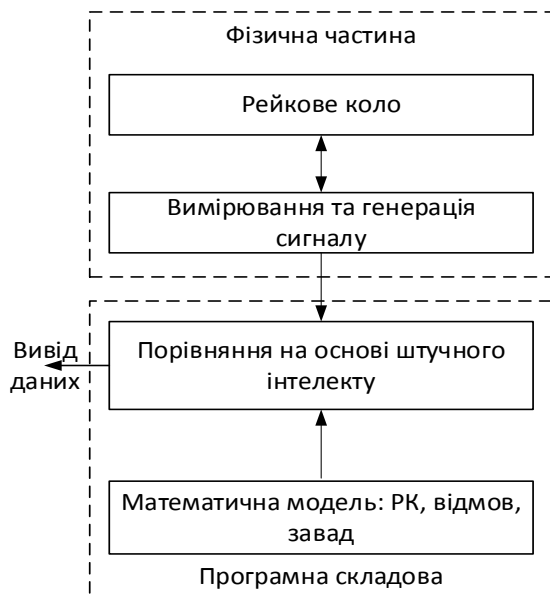 Фізична частина
Рейкове коло
Вимірювання та генерація
сигналу
Порівняння на основі штучного
інтелекту
Вивід
даних
Математична модель: РК, відмов,
завад
Програмна складова